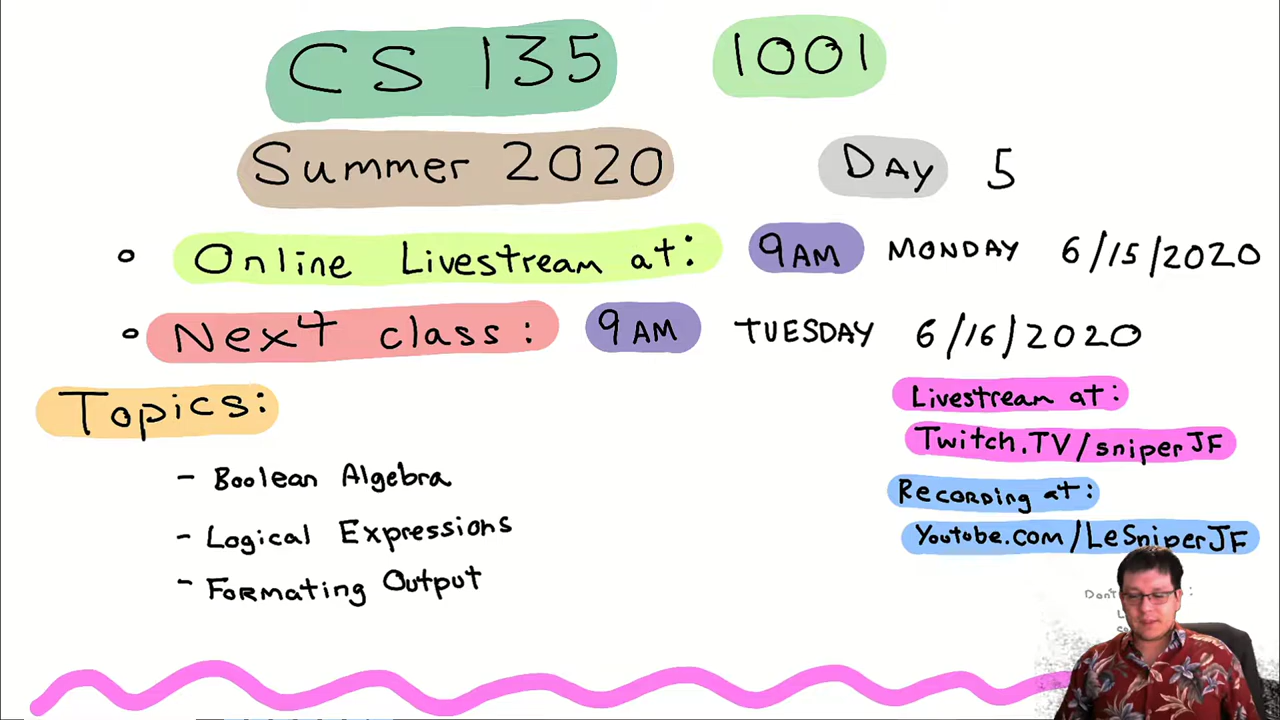 CS 135 1001
Summer 2020 Day 5
• Online Livestream at: 9AM MONDAY 6/15/2020
• Next class: 9AM TUESDAY 6/16/2020
Topics:
- Boolean Algebra
- Logical Expressions
- Formating Output
Livestream at:
Twitch.TV/sniperJF
Recording at:
Youtube.com/LeSniperJF